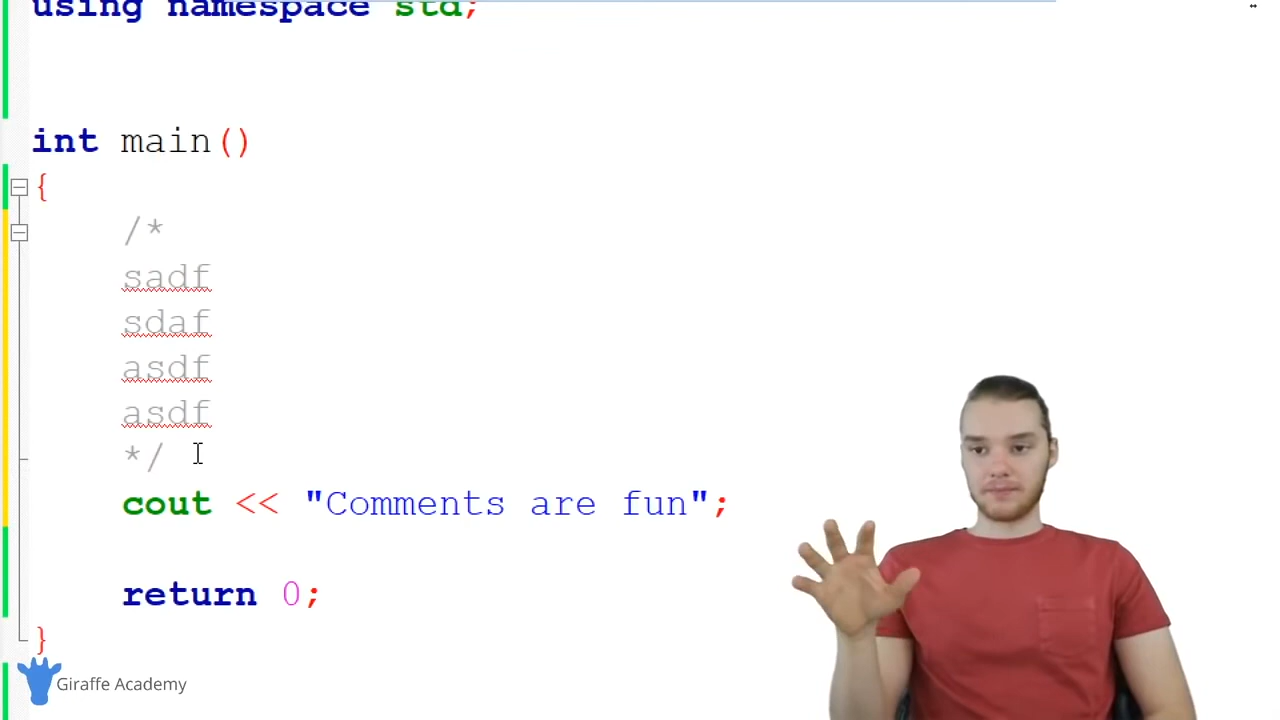 using namespace std;
int main()
{
/*
sadf
sdaf
asdf
asdf
*/
cout << "Comments are fun";
return 0;
}
Giraffe Academy